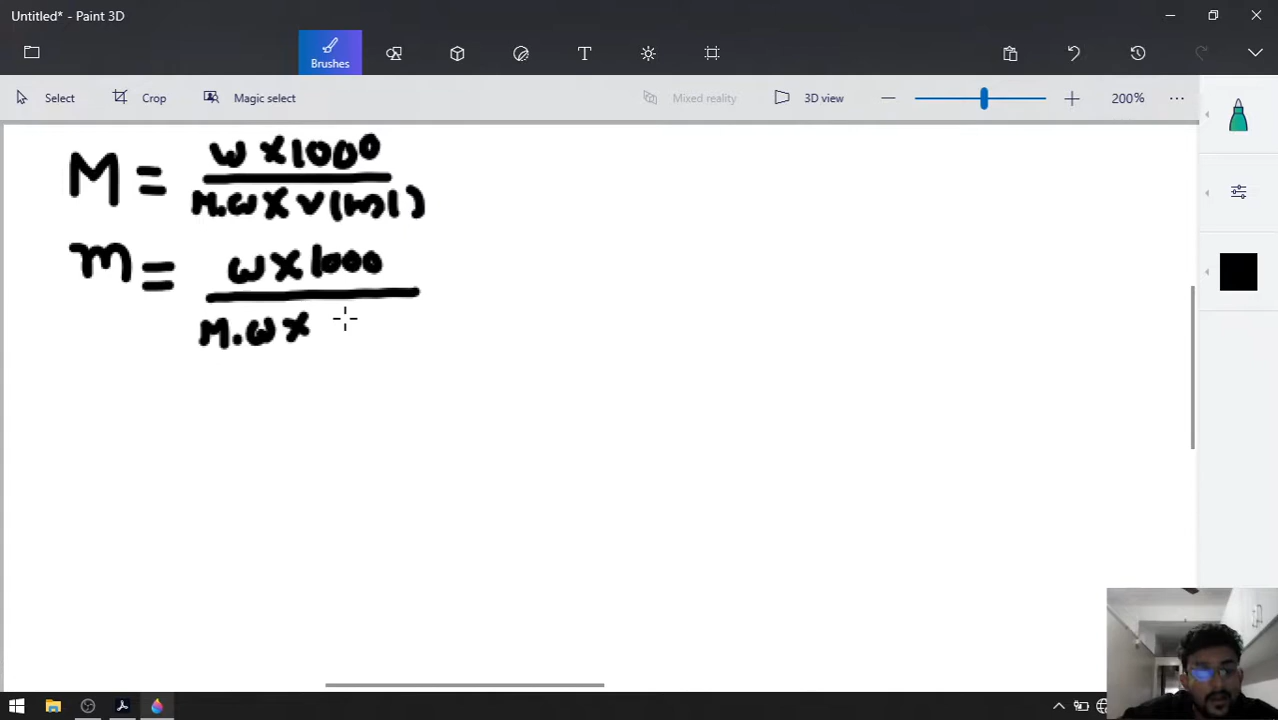 Untitled* - Paint 3D
Brushes
Select Crop Magic select Mixed reality 3D view 200%
M = w x 1000
M.w x v(ml)
m = w x 1000
M.w x